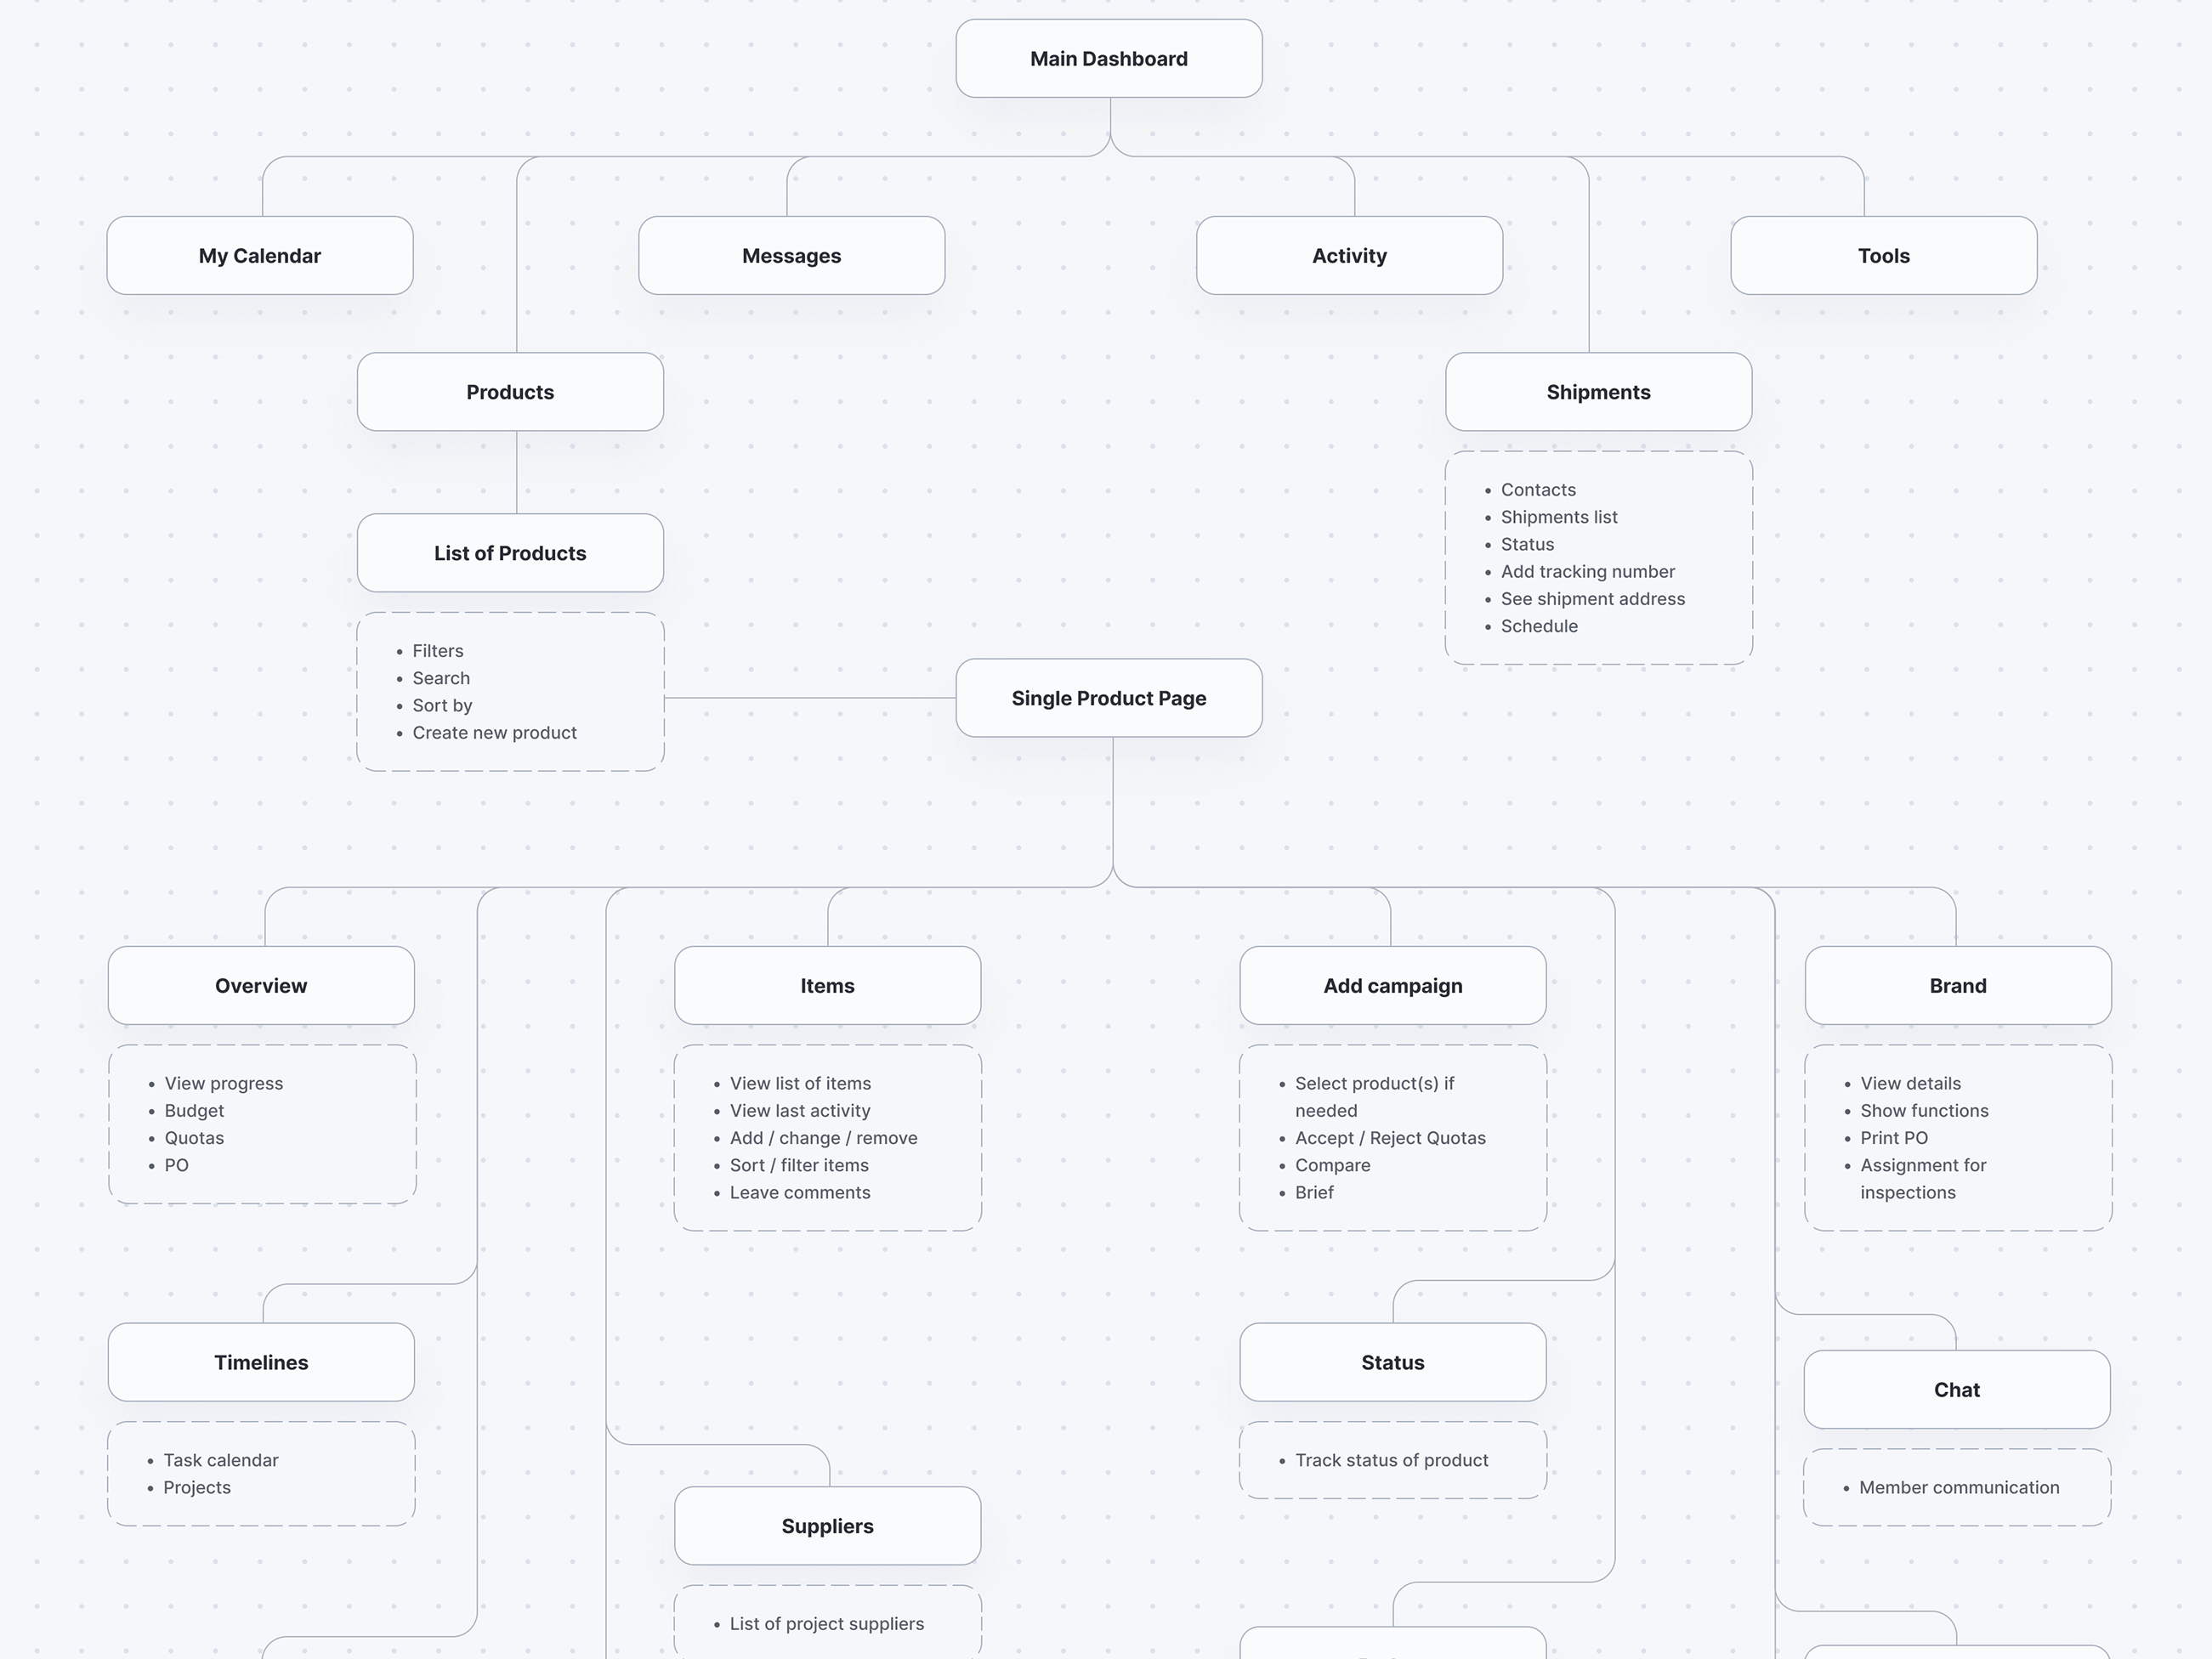 Main Dashboard
My Calendar
Messages
Activity
Tools
Products
Shipments
• Contacts
• Shipments list
• Status
• Add tracking number
• See shipment address
• Schedule
List of Products
• Filters
• Search
• Sort by
• Create new product
Single Product Page
Overview
• View progress
• Budget
• Quotas
• PO
Items
• View list of items
• View last activity
• Add / change / remove
• Sort / filter items
• Leave comments
Add campaign
• Select product(s) if
needed
• Accept / Reject Quotas
• Compare
• Brief
Brand
• View details
• Show functions
• Print PO
• Assignment for
inspections
Timelines
• Task calendar
• Projects
Status
• Track status of product
Chat
• Member communication
Suppliers
• List of project suppliers